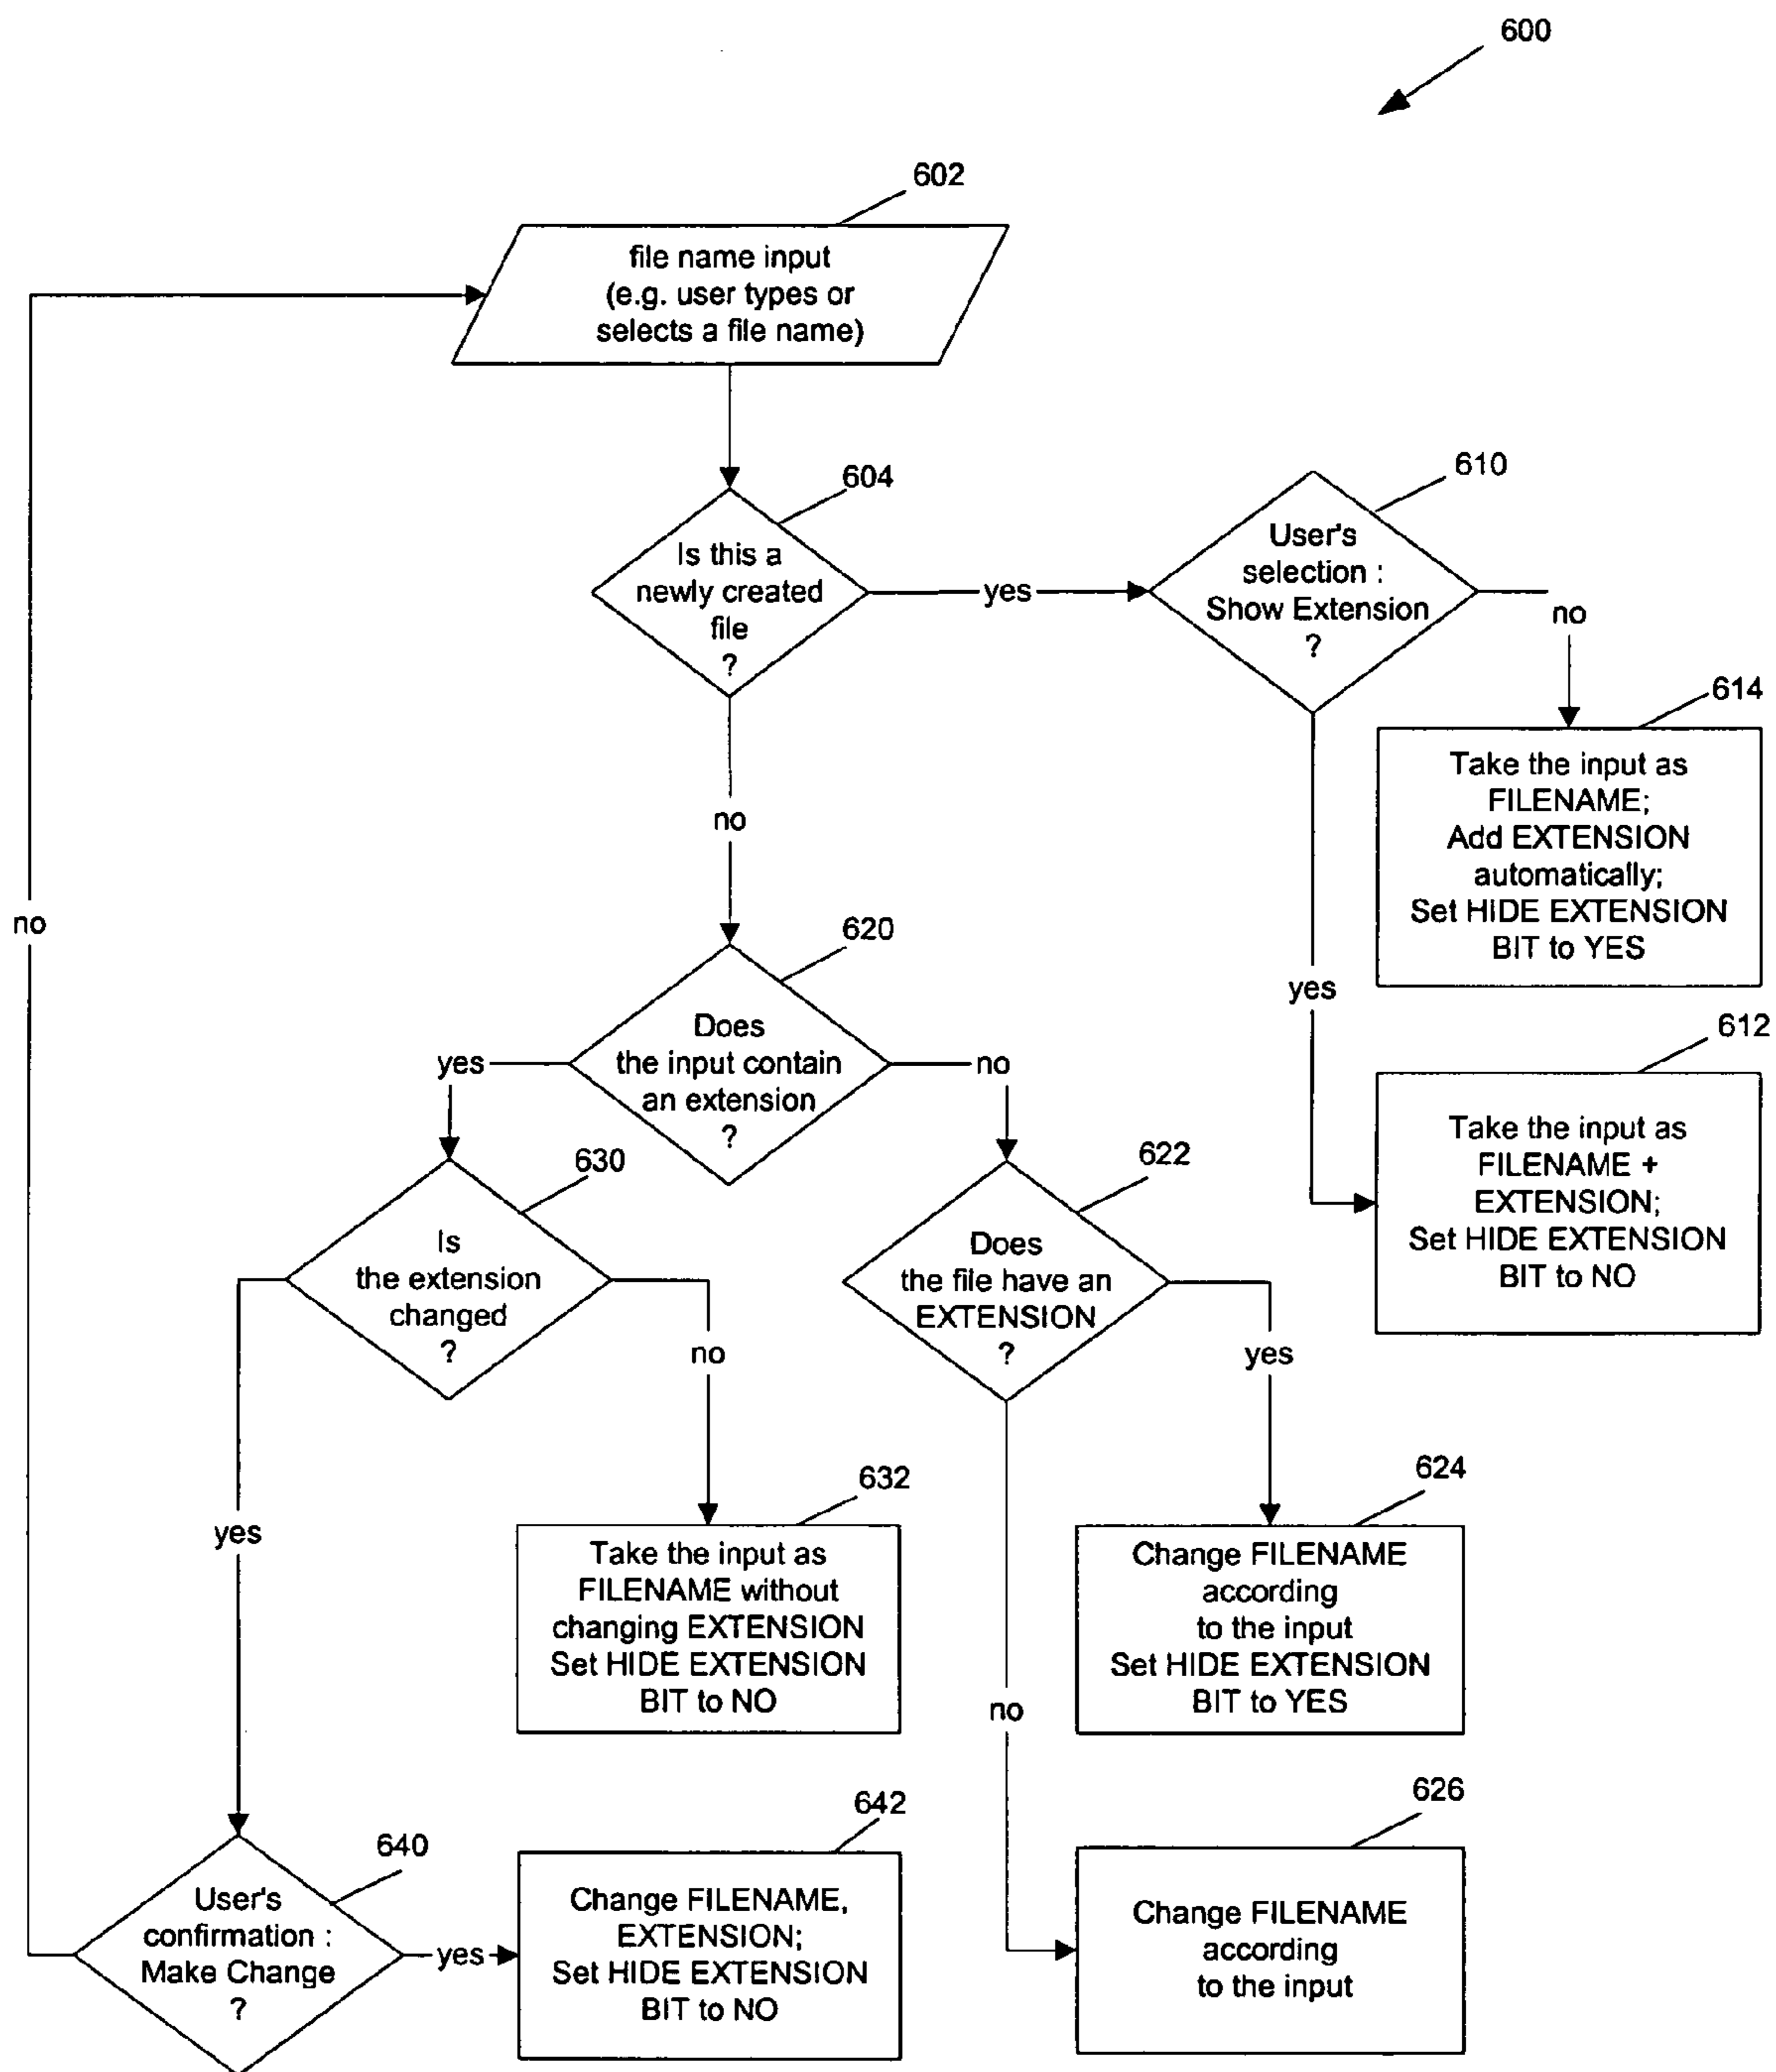 600
602
file name input
(e.g. user types or
selects a file name)
604
Is this a
newly created
file
?
yes
610
User's
selection :
Show Extension
?
no
614
Take the input as
FILENAME;
Add EXTENSION
automatically;
Set HIDE EXTENSION
BIT to YES
no
no
yes
612
Take the input as
FILENAME +
EXTENSION;
Set HIDE EXTENSION
BIT to NO
620
Does
the input contain
an extension
?
yes
no
630
Is
the extension
changed
?
no
622
Does
the file have an
EXTENSION
?
yes
yes
632
Take the input as
FILENAME without
changing EXTENSION
Set HIDE EXTENSION
BIT to NO
624
Change FILENAME
according
to the input
Set HIDE EXTENSION
BIT to YES
no
640
User's
confirmation :
Make Change
?
yes
642
Change FILENAME,
EXTENSION;
Set HIDE EXTENSION
BIT to NO
626
Change FILENAME
according
to the input